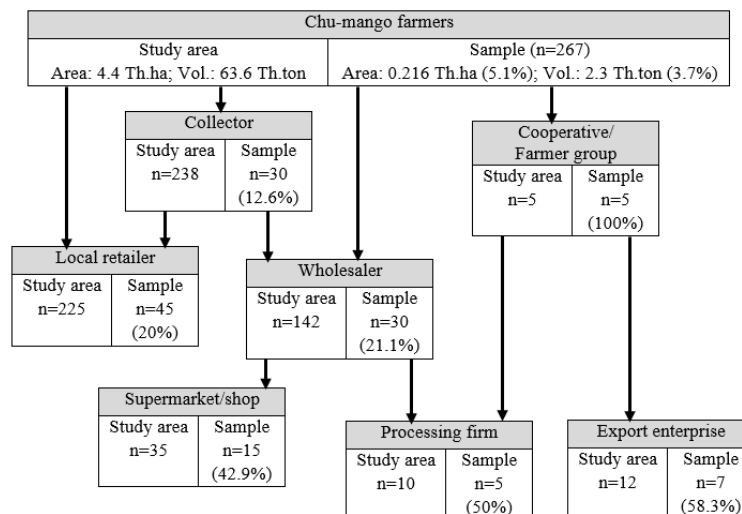 Chu-mango farmers
Study area
Area: 4.4 Th.ha; Vol.: 63.6 Th.ton
Sample (n=267)
Area: 0.216 Th.ha (5.1%); Vol.: 2.3 Th.ton (3.7%)
Collector
Study area
n=238
Sample
n=30
(12.6%)
Cooperative/
Farmer group
Study area
n=5
Sample
n=5
(100%)
Local retailer
Study area
n=225
Sample
n=45
(20%)
Wholesaler
Study area
n=142
Sample
n=30
(21.1%)
Supermarket/shop
Study area
n=35
Sample
n=15
(42.9%)
Processing firm
Study area
n=10
Sample
n=5
(50%)
Export enterprise
Study area
n=12
Sample
n=7
(58.3%)